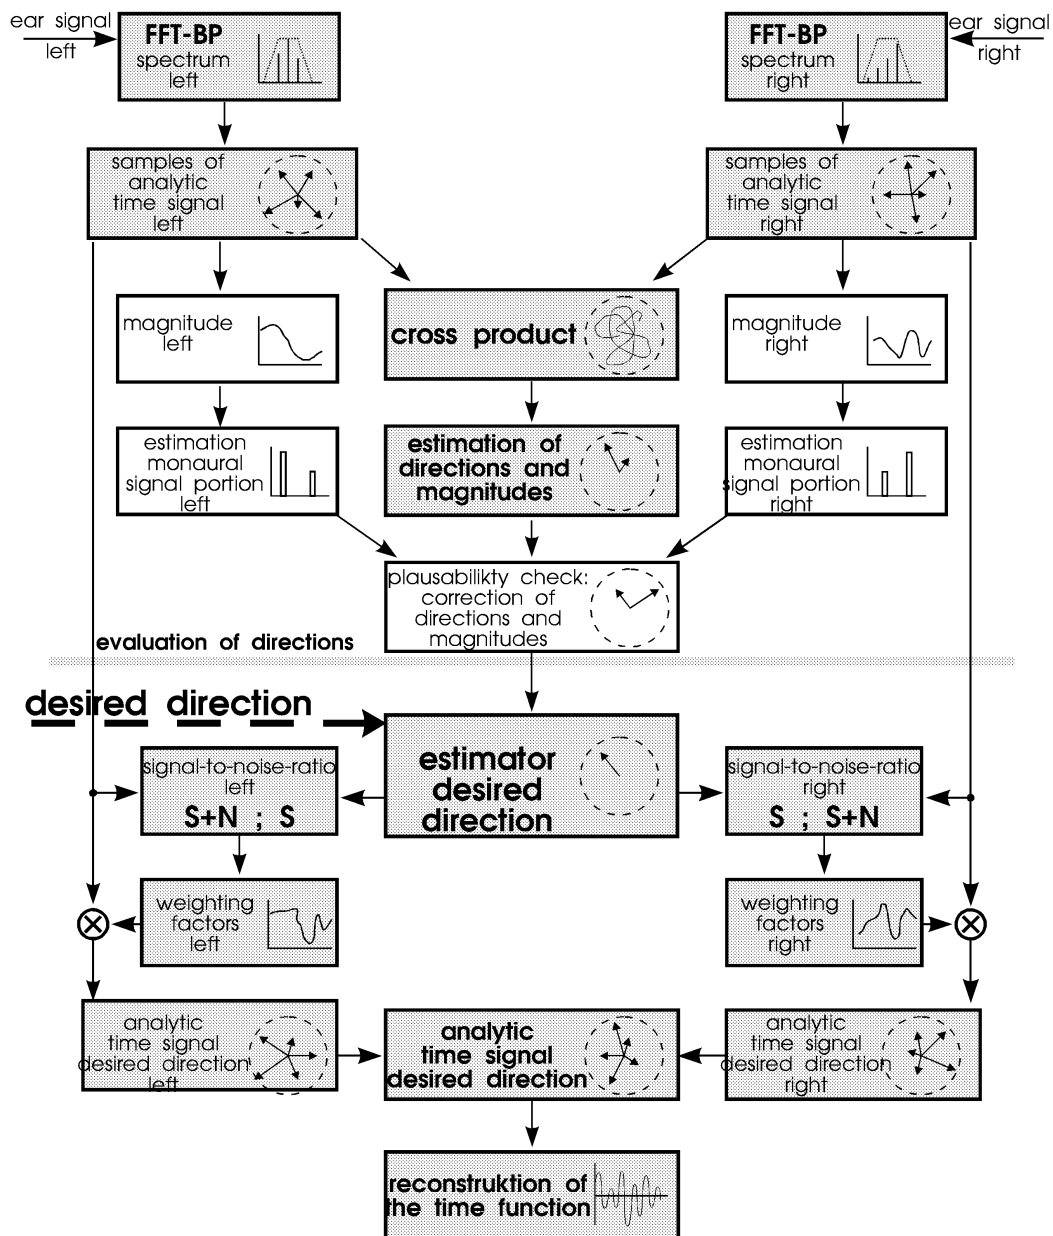 ear signal
left
FFT-BP
spectrum
left
FFT-BP
spectrum
right
ear signal
right
samples of
analytic
time signal
left
samples of
analytic
time signal
right
magnitude
left
cross product
magnitude
right
estimation
monaural
signal portion
left
estimation of
directions and
magnitudes
estimation
monaural
signal portion
right
plausabilikty check:
correction of
directions and
magnitudes
evaluation of directions
desired direction
estimator
desired
direction
signal-to-noise-ratio
left
S+N ; S
signal-to-noise-ratio
right
S ; S+N
weighting
factors
left
weighting
factors
right
analytic
time signal
desired direction
left
analytic
time signal
desired direction
analytic
time signal
desired direction
right
reconstruktion of
the time function